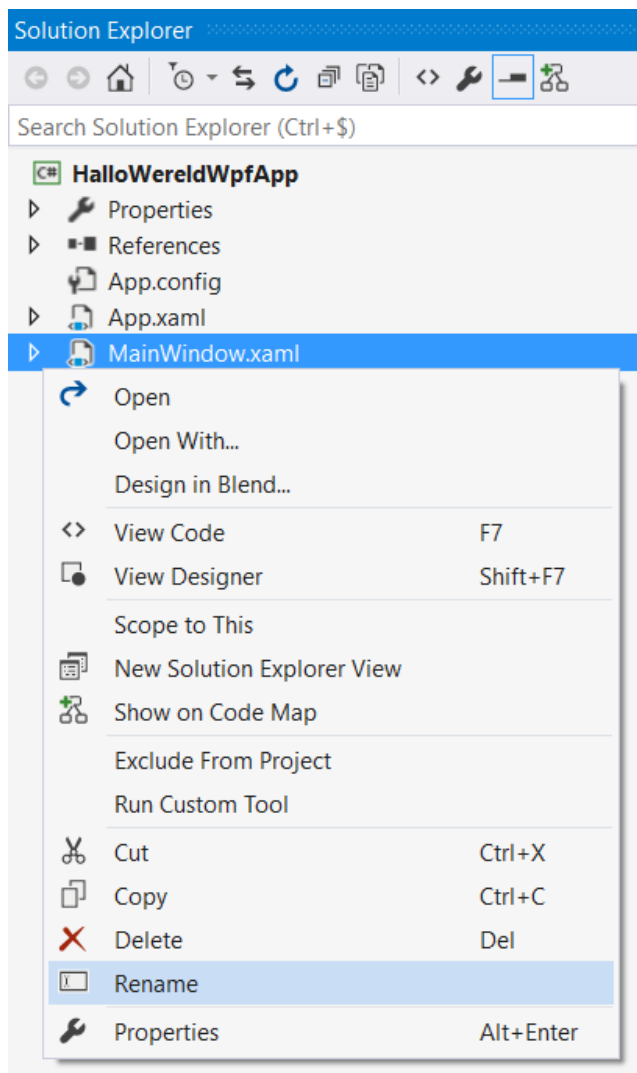 Solution Explorer
Search Solution Explorer (Ctrl+$)
C# HalloWereldWpfApp
Properties
References
App.config
App.xaml
MainWindow.xaml
Open
Open With...
Design in Blend...
View Code F7
View Designer Shift+F7
Scope to This
New Solution Explorer View
Show on Code Map
Exclude From Project
Run Custom Tool
Cut Ctrl+X
Copy Ctrl+C
Delete Del
Rename
Properties Alt+Enter